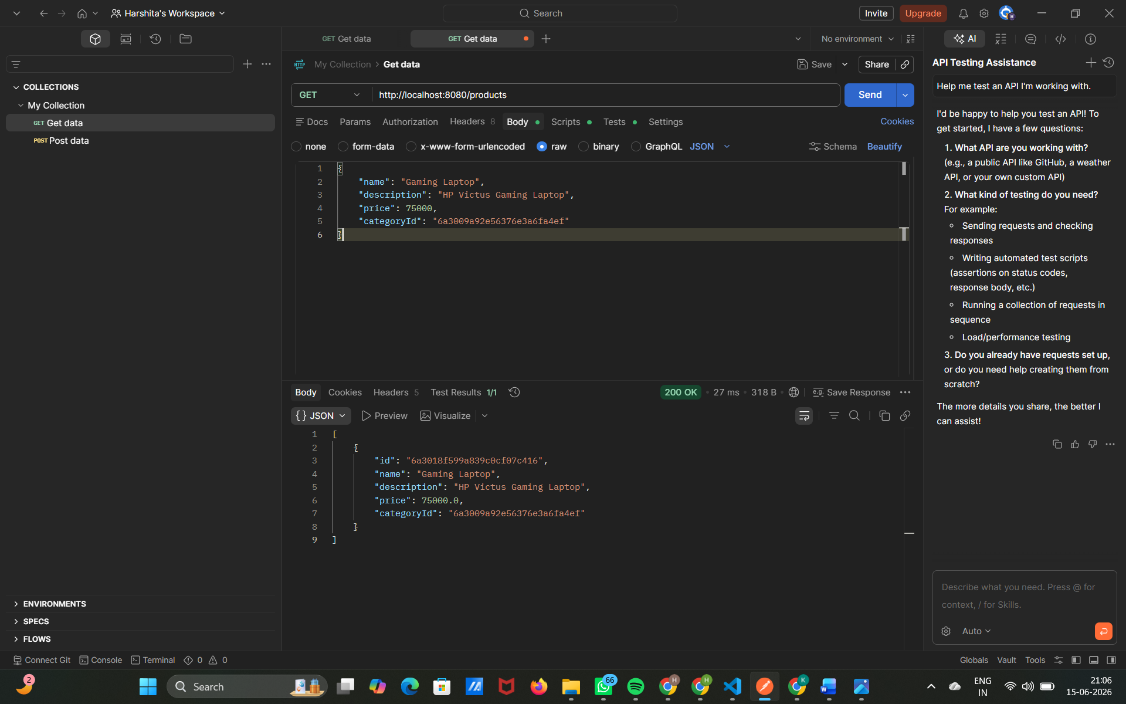 Harshita's Workspace
Search
Invite
Upgrade
GET Get data
GET Get data
No environment
AI
My Collection > Get data
Save
Share
API Testing Assistance
COLLECTIONS
My Collection
GET Get data
POST Post data
GET
http://localhost:8080/products
Send
Docs Params Authorization Headers 8 Body Scripts Tests Settings
Cookies
none form-data x-www-form-urlencoded raw binary GraphQL JSON
Schema
Beautify
1 {
2 "name": "Gaming Laptop",
3 "description": "HP Victus Gaming Laptop",
4 "price": 75000,
5 "categoryId": "6a3009a92e56376e3a6fa4ef"
6 }
Body Cookies Headers 5 Test Results 1/1
200 OK • 27 ms • 318 B
Save Response
{} JSON
Preview
Visualize
1 [
2 {
3 "id": "6a3018f599a839c0cf07c416",
4 "name": "Gaming Laptop",
5 "description": "HP Victus Gaming Laptop",
6 "price": 75000.0,
7 "categoryId": "6a3009a92e56376e3a6fa4ef"
8 }
9 ]
Help me test an API I'm working with.
I'd be happy to help you test an API! To
get started, I have a few questions:
1. What API are you working with?
(e.g., a public API like GitHub, a weather
API, or your own custom API)
2. What kind of testing do you need?
For example:
Sending requests and checking
responses
Writing automated test scripts
(assertions on status codes,
response body, etc.)
Running a collection of requests in
sequence
Load/performance testing
3. Do you already have requests set up,
or do you need help creating them from
scratch?
The more details you share, the better I
can assist!
Describe what you need. Press @ for
context, / for Skills.
Auto
ENVIRONMENTS
SPECS
FLOWS
Connect Git
Console
Terminal
0
0
Globals
Vault
Tools
2
Search
66
H
H
K
ENG
IN
21:06
15-06-2026